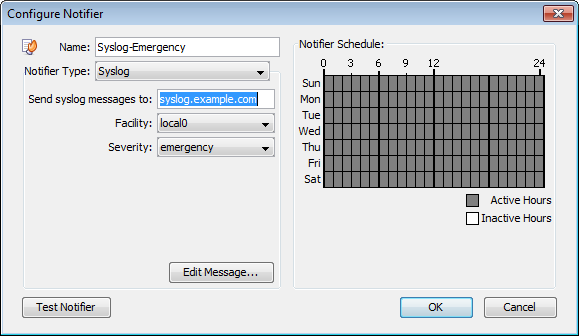 Configure Notifier
Name: Syslog-Emergency
Notifier Type: Syslog
Send syslog messages to: syslog.example.com
Facility: local0
Severity: emergency
Edit Message...
Notifier Schedule:
0 3 6 9 12 24
Sun
Mon
Tue
Wed
Thu
Fri
Sat
Active Hours
Inactive Hours
Test Notifier
OK
Cancel